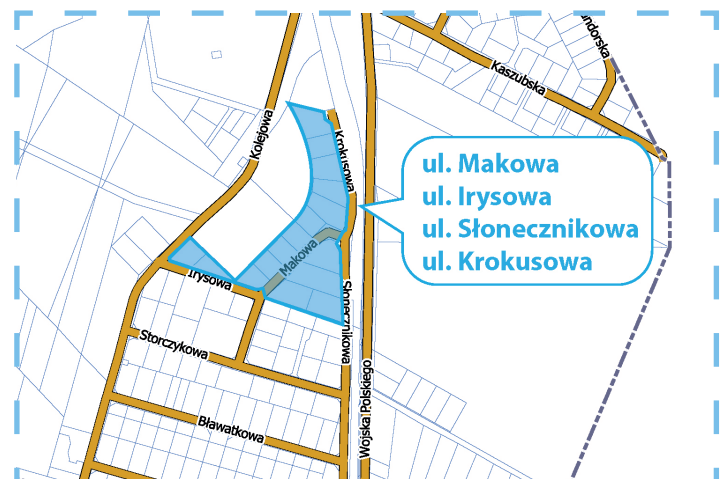 Kaszubska
Kolejowa
Krokusowa
ul. Makowa
ul. Irysowa
ul. Słonecznikowa
ul. Krokusowa
Makowa
Irysowa
Słonecznikowa
Storczykowa
Wojska Polskiego
Bławatkowa